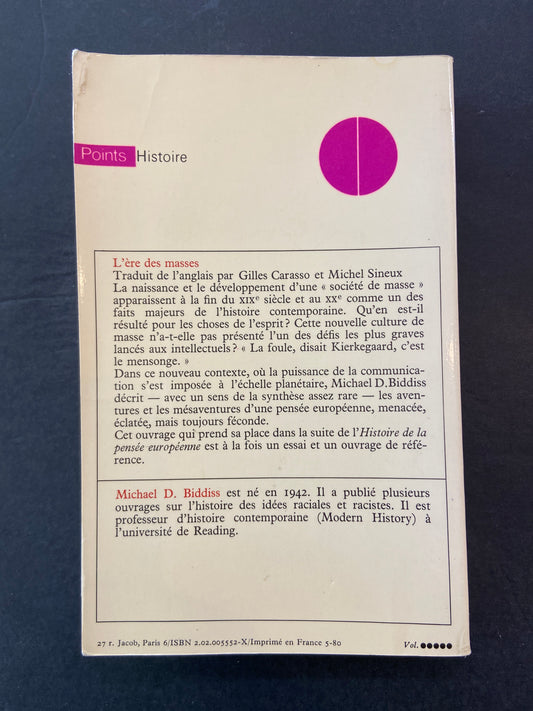 Points Histoire
L'ère des masses
Traduit de l'anglais par Gilles Carasso et Michel Sineux
La naissance et le développement d'une « société de masse »
apparaissent à la fin du XIXe siècle et au XXe comme un des
faits majeurs de l'histoire contemporaine. Qu'en est-il
résulté pour les choses de l'esprit? Cette nouvelle culture de
masse n'a-t-elle pas présenté l'un des défis les plus graves
lancés aux intellectuels? « La foule, disait Kierkegaard, c'est
le mensonge. »
Dans ce nouveau contexte, où la puissance de la communica-
tion s'est imposée à l'échelle planétaire, Michael D.Biddiss
décrit — avec un sens de la synthèse assez rare — les aven-
tures et les mésaventures d'une pensée européenne, menacée,
éclatée, mais toujours féconde.
Cet ouvrage qui prend sa place dans la suite de l'Histoire de la
pensée européenne est à la fois un essai et un ouvrage de réfé-
rence.
Michael D. Biddiss est né en 1942. Il a publié plusieurs
ouvrages sur l'histoire des idées raciales et racistes. Il est
professeur d'histoire contemporaine (Modern History) à
l'université de Reading.
27 r. Jacob, Paris 6/ISBN 2.02.005552-X/Imprimé en France 5-80 Vol. ●●●●●